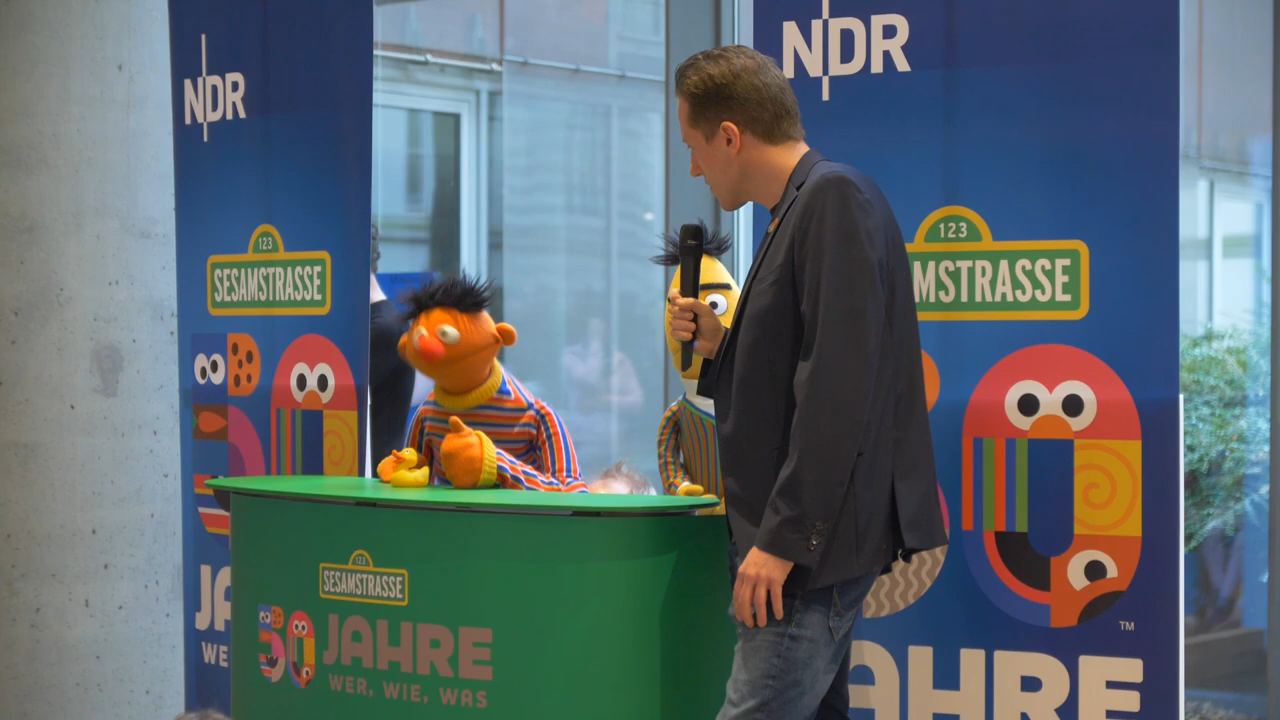 NDR
123
SESAMSTRASSE
JA
WE
NDR
123
MSTRASSE
TM
AHRE
123
SESAMSTRASSE
50 JAHRE
WER, WIE, WAS